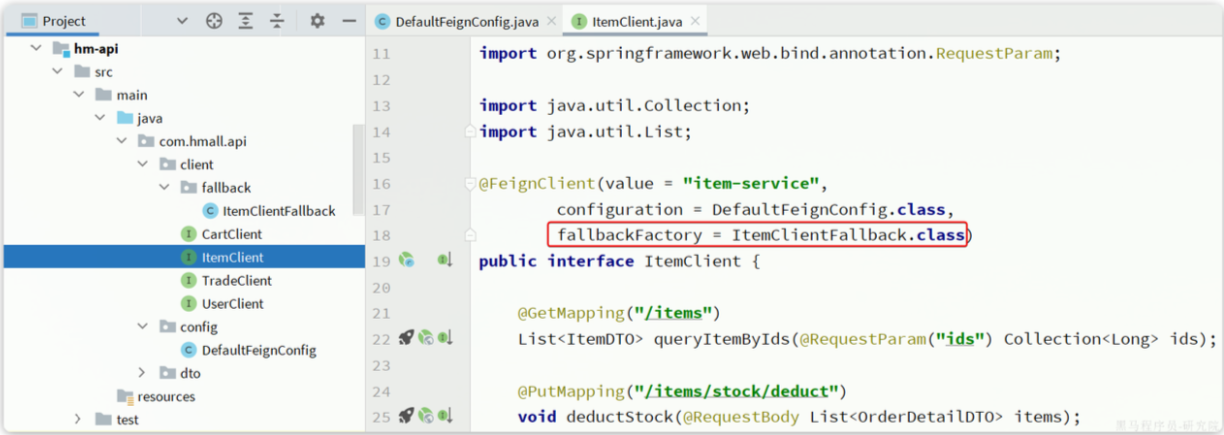 Project
DefaultFeignConfig.java
ItemClient.java
hm-api
src
main
java
com.hmall.api
client
fallback
ItemClientFallback
CartClient
ItemClient
TradeClient
UserClient
config
DefaultFeignConfig
dto
resources
test
11 import org.springframework.web.bind.annotation.RequestParam;
12
13 import java.util.Collection;
14 import java.util.List;
15
16 @FeignClient(value = "item-service",
17 configuration = DefaultFeignConfig.class,
18 fallbackFactory = ItemClientFallback.class)
19 public interface ItemClient {
20
21 @GetMapping("/items")
22 List<ItemDTO> queryItemByIds(@RequestParam("ids") Collection<Long> ids);
23
24 @PutMapping("/items/stock/deduct")
25 void deductStock(@RequestBody List<OrderDetailDTO> items);
黑马程序员-研究院